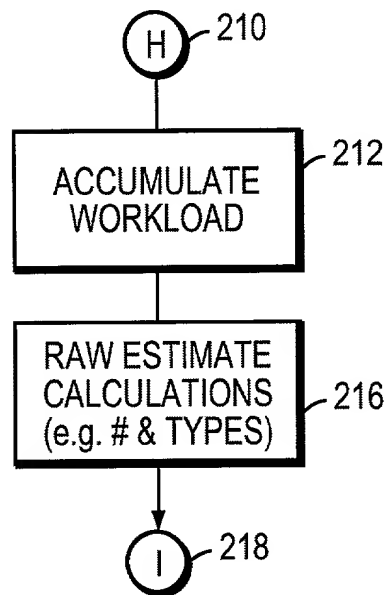 H 210
212
ACCUMULATE
WORKLOAD
RAW ESTIMATE
CALCULATIONS
(e.g. # & TYPES)
216
I 218